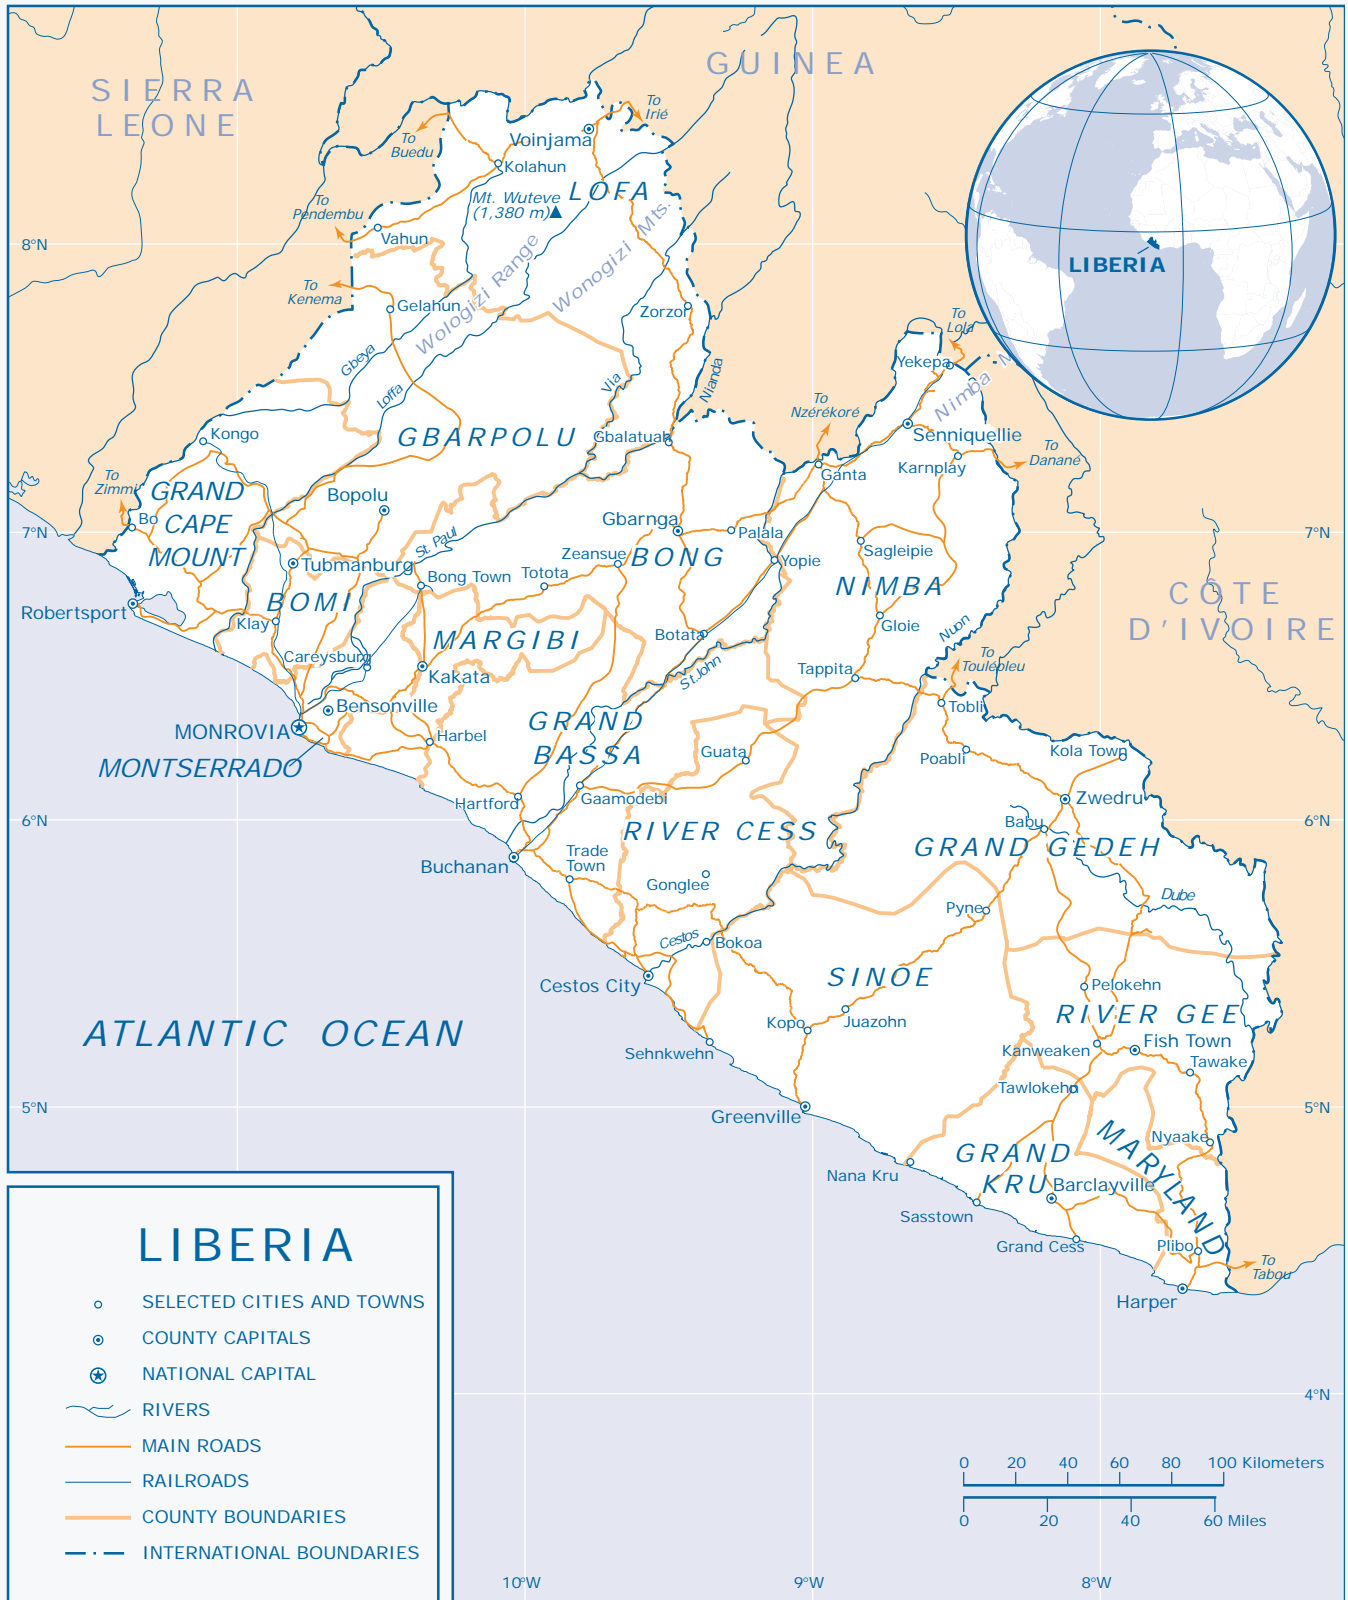 GUINEA
SIERRA
LEONE
To
Irié
To
Buedu
Voinjama
Kolahun
LOFA
Mt. Wuteve
(1,380 m)
To
Pendembu
Vahun
8°N
To
Kenema
Gelahun
Wologizi Range
Wonogizi Mts.
Zorzor
To
Lola
Yekepa
Nimba M
LIBERIA
Gbeya
Loffa
Via
Nianda
To
Nzérékoré
Kongo
GBARPOLU
Gbalatuah
Senniquellie
To
Danané
Karnplay
Ganta
To
Zimmi
GRAND
CAPE
MOUNT
Bo
Bopolu
Gbarnga
Palala
7°N
7°N
St. Paul
Zeansue
BONG
Yopie
Sagleipie
Tubmanburg
Bong Town
Totota
NIMBA
CÔTE
D'IVOIRE
Robertsport
BOMI
Klay
MARGIBI
Botata
Gloie
Nuon
Careysburg
Kakata
St.John
Tappita
To
Toulépleu
Bensonville
Tobli
MONROVIA
Harbel
GRAND
BASSA
Guata
Poabli
Kola Town
MONTSERRADO
Hartford
Gaamodebi
Zwedru
6°N
6°N
RIVER CESS
Babu
GRAND GEDEH
Buchanan
Trade
Town
Gonglee
Dube
Pyne
Cestos
Bokoa
Cestos City
SINOE
Pelokehn
RIVER GEE
ATLANTIC OCEAN
Kopo
Juazohn
Sehnkwehn
Kanweaken
Fish Town
Tawake
Tawlokehn
5°N
5°N
Greenville
Nyaake
MARYLAND
GRAND
KRU
Nana Kru
Barclayville
Sasstown
Grand Cess
Plibo
To
Tabou
Harper
LIBERIA
SELECTED CITIES AND TOWNS
COUNTY CAPITALS
NATIONAL CAPITAL
RIVERS
MAIN ROADS
RAILROADS
COUNTY BOUNDARIES
INTERNATIONAL BOUNDARIES
4°N
0 20 40 60 80 100 Kilometers
0 20 40 60 Miles
10°W 9°W 8°W